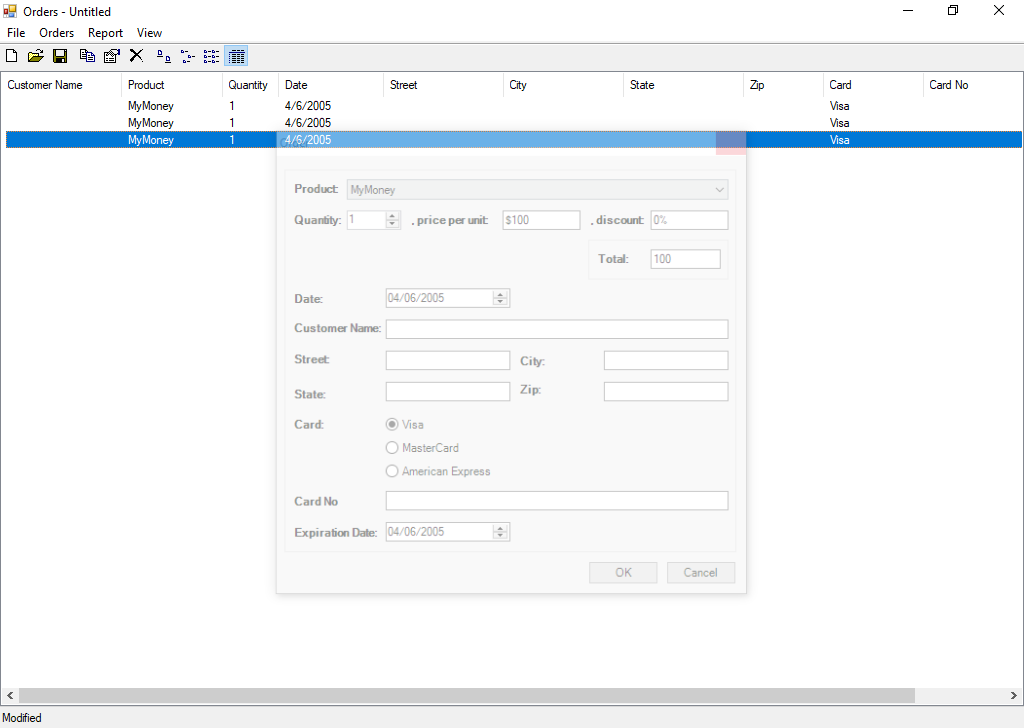 Orders - Untitled
File Orders Report View
Customer Name Product Quantity Date Street City State Zip Card Card No
MyMoney 1 4/6/2005 Visa
MyMoney 1 4/6/2005 Visa
MyMoney 1 4/6/2005 Visa
Product: MyMoney
Quantity: 1 , price per unit: $100 , discount: 0%
Total: 100
Date: 04/06/2005
Customer Name:
Street: City:
State: Zip:
Card: Visa
MasterCard
American Express
Card No
Expiration Date: 04/06/2005
OK Cancel
Modified